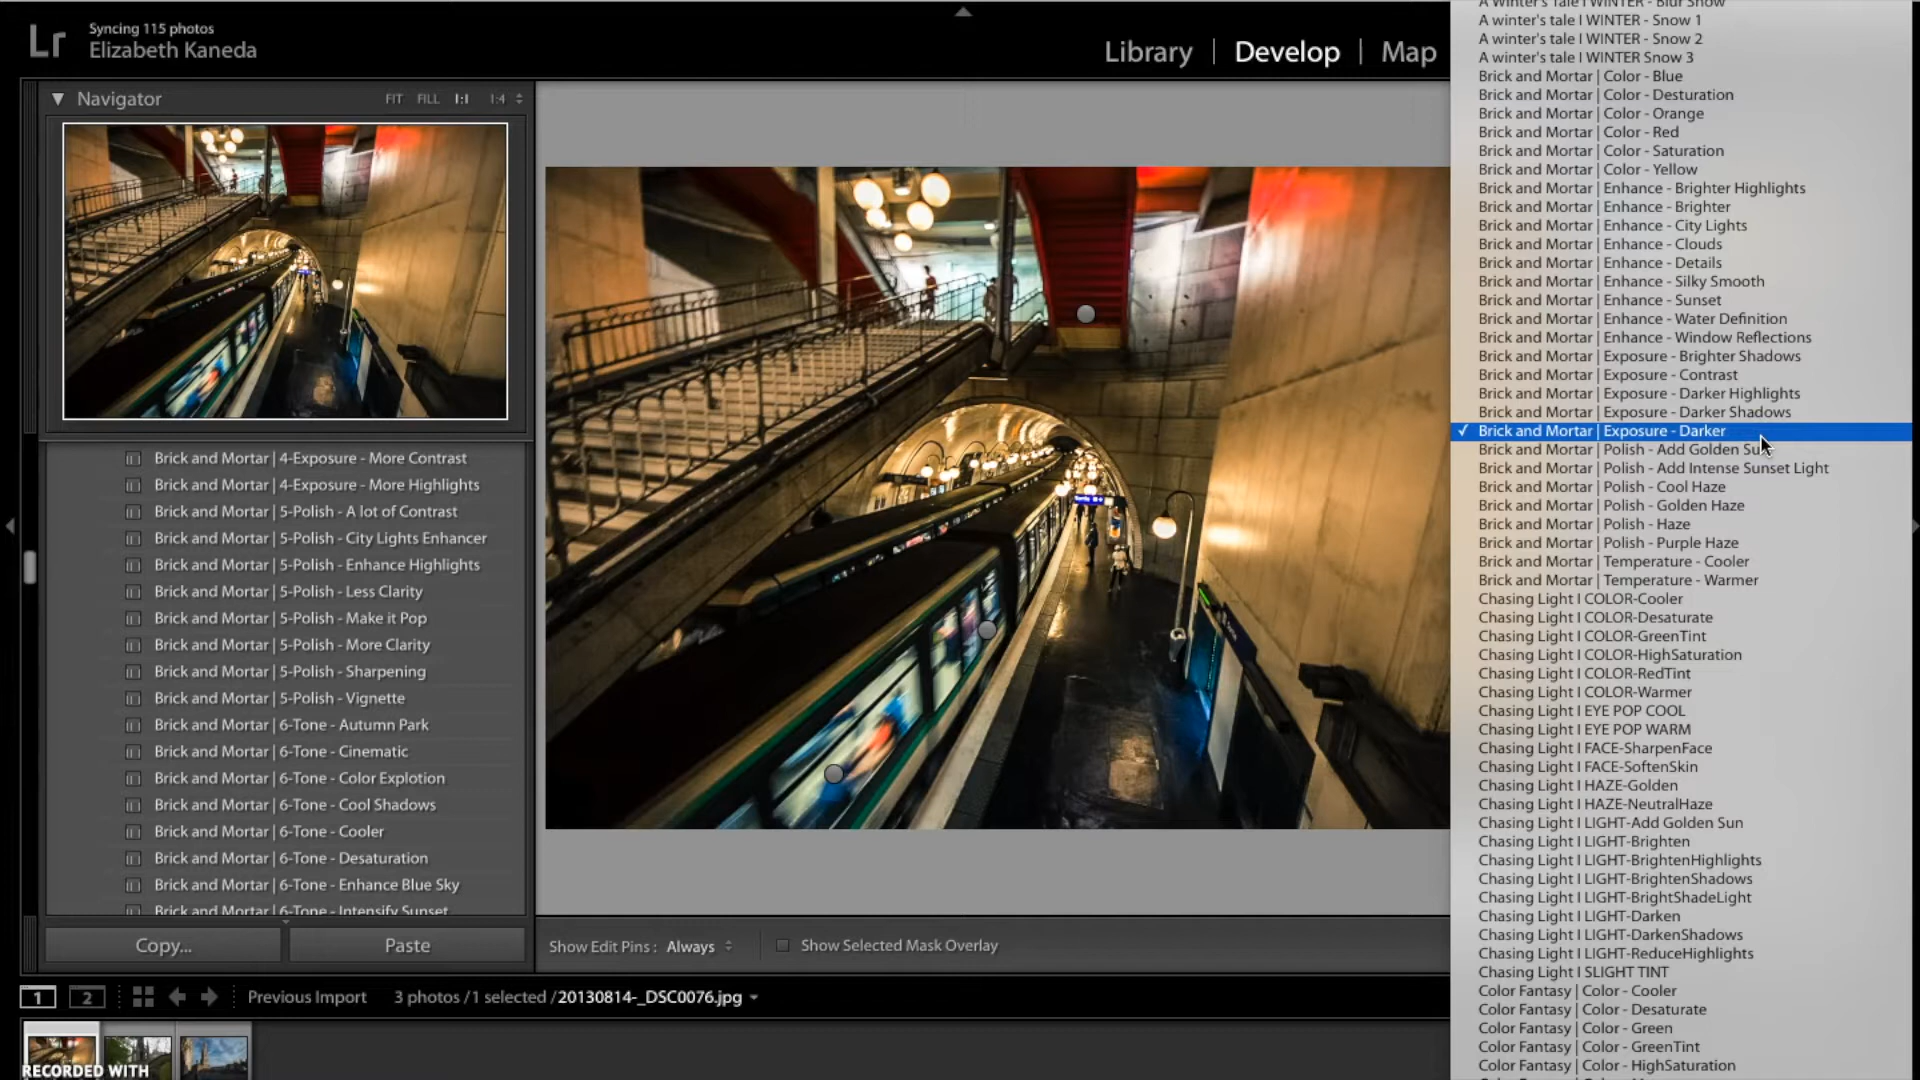 Lr
Syncing 115 photos
Elizabeth Kaneda
Library | Develop | Map
Navigator
FIT FILL 1:1 1:4
Brick and Mortar | 4-Exposure - More Contrast
Brick and Mortar | 4-Exposure - More Highlights
Brick and Mortar | 5-Polish - A lot of Contrast
Brick and Mortar | 5-Polish - City Lights Enhancer
Brick and Mortar | 5-Polish - Enhance Highlights
Brick and Mortar | 5-Polish - Less Clarity
Brick and Mortar | 5-Polish - Make it Pop
Brick and Mortar | 5-Polish - More Clarity
Brick and Mortar | 5-Polish - Sharpening
Brick and Mortar | 5-Polish - Vignette
Brick and Mortar | 6-Tone - Autumn Park
Brick and Mortar | 6-Tone - Cinematic
Brick and Mortar | 6-Tone - Color Explotion
Brick and Mortar | 6-Tone - Cool Shadows
Brick and Mortar | 6-Tone - Cooler
Brick and Mortar | 6-Tone - Desaturation
Brick and Mortar | 6-Tone - Enhance Blue Sky
Brick and Mortar | 6-Tone - Intensify Sunset
Copy... Paste
Show Edit Pins : Always Show Selected Mask Overlay
1 2 Previous Import 3 photos / 1 selected / 20130814-_DSC0076.jpg
RECORDED WITH
A Winter's Tale I WINTER - Blur Snow
A winter's tale I WINTER - Snow 1
A winter's tale I WINTER - Snow 2
A winter's tale I WINTER Snow 3
Brick and Mortar | Color - Blue
Brick and Mortar | Color - Desturation
Brick and Mortar | Color - Orange
Brick and Mortar | Color - Red
Brick and Mortar | Color - Saturation
Brick and Mortar | Color - Yellow
Brick and Mortar | Enhance - Brighter Highlights
Brick and Mortar | Enhance - Brighter
Brick and Mortar | Enhance - City Lights
Brick and Mortar | Enhance - Clouds
Brick and Mortar | Enhance - Details
Brick and Mortar | Enhance - Silky Smooth
Brick and Mortar | Enhance - Sunset
Brick and Mortar | Enhance - Water Definition
Brick and Mortar | Enhance - Window Reflections
Brick and Mortar | Exposure - Brighter Shadows
Brick and Mortar | Exposure - Contrast
Brick and Mortar | Exposure - Darker Highlights
Brick and Mortar | Exposure - Darker Shadows
✓ Brick and Mortar | Exposure - Darker
Brick and Mortar | Polish - Add Golden Sun
Brick and Mortar | Polish - Add Intense Sunset Light
Brick and Mortar | Polish - Cool Haze
Brick and Mortar | Polish - Golden Haze
Brick and Mortar | Polish - Haze
Brick and Mortar | Polish - Purple Haze
Brick and Mortar | Temperature - Cooler
Brick and Mortar | Temperature - Warmer
Chasing Light I COLOR-Cooler
Chasing Light I COLOR-Desaturate
Chasing Light I COLOR-GreenTint
Chasing Light I COLOR-HighSaturation
Chasing Light I COLOR-RedTint
Chasing Light I COLOR-Warmer
Chasing Light I EYE POP COOL
Chasing Light I EYE POP WARM
Chasing Light I FACE-SharpenFace
Chasing Light I FACE-SoftenSkin
Chasing Light I HAZE-Golden
Chasing Light I HAZE-NeutralHaze
Chasing Light I LIGHT-Add Golden Sun
Chasing Light I LIGHT-Brighten
Chasing Light I LIGHT-BrightenHighlights
Chasing Light I LIGHT-BrightenShadows
Chasing Light I LIGHT-BrightShadeLight
Chasing Light I LIGHT-Darken
Chasing Light I LIGHT-DarkenShadows
Chasing Light I LIGHT-ReduceHighlights
Chasing Light I SLIGHT TINT
Color Fantasy | Color - Cooler
Color Fantasy | Color - Desaturate
Color Fantasy | Color - Green
Color Fantasy | Color - GreenTint
Color Fantasy | Color - HighSaturation